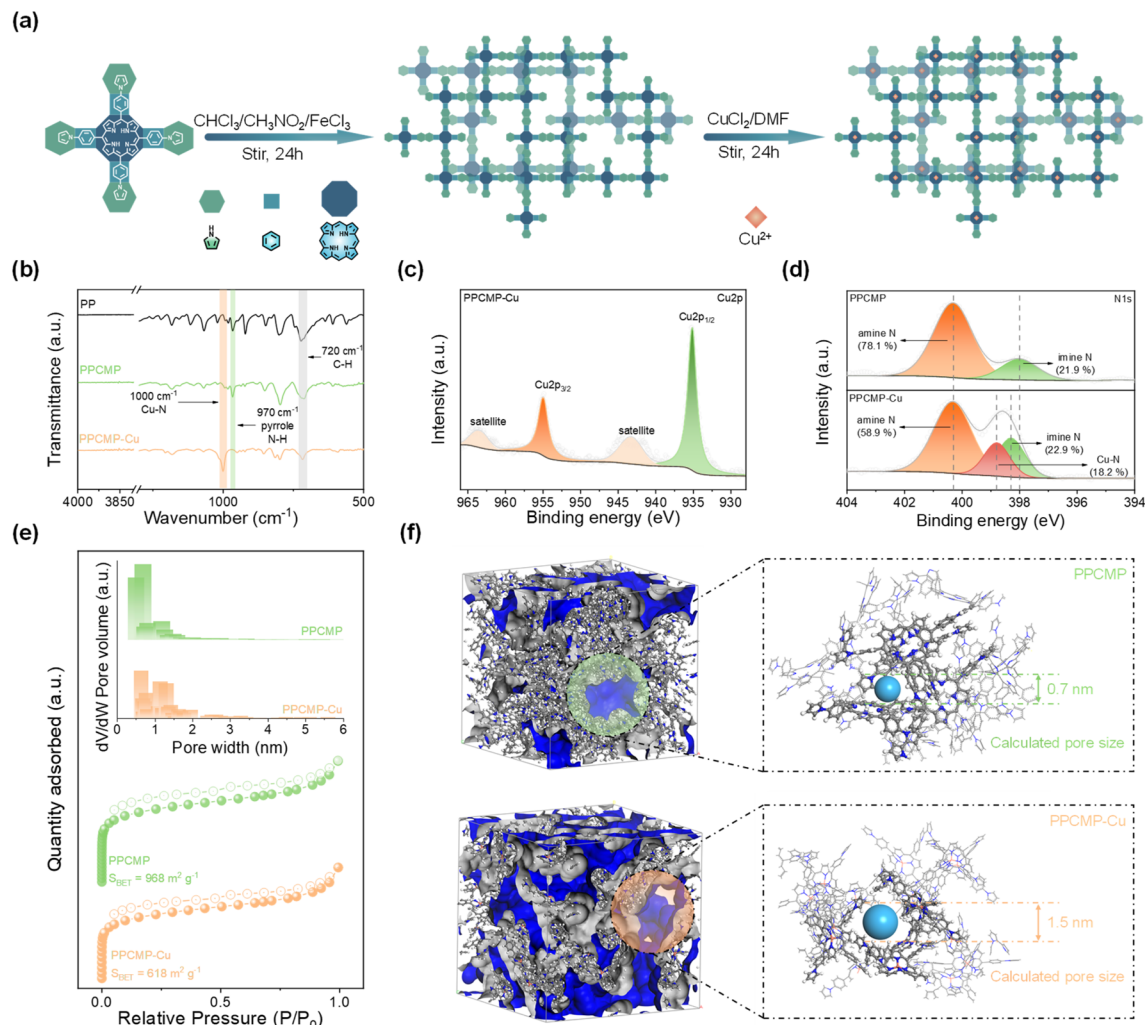 (a)
CHCl₃/CH₃NO₂/FeCl₃
Stir, 24h
CuCl₂/DMF
Stir, 24h
Cu²⁺
(b)
PP
PPCMP
PPCMP-Cu
720 cm⁻¹
C-H
1000 cm⁻¹
Cu-N
970 cm⁻¹
pyrrole
N-H
Transmittance (a.u.)
4000 3850 1000 500
Wavenumber (cm⁻¹)
(c)
PPCMP-Cu
Cu2p
Cu2p₁/₂
Cu2p₃/₂
satellite
satellite
Intensity (a.u.)
965 960 955 950 945 940 935 930
Binding energy (eV)
(d)
PPCMP
N1s
amine N
(78.1 %)
imine N
(21.9 %)
PPCMP-Cu
amine N
(58.9 %)
imine N
(22.9 %)
Cu-N
(18.2 %)
Intensity (a.u.)
404 402 400 398 396 394
Binding energy (eV)
(e)
dV/dW Pore volume (a.u.)
PPCMP
PPCMP-Cu
0 1 2 3 4 5 6
Pore width (nm)
Quantity adsorbed (a.u.)
PPCMP
S_BET = 968 m² g⁻¹
PPCMP-Cu
S_BET = 618 m² g⁻¹
0.0 0.5 1.0
Relative Pressure (P/P₀)
(f)
PPCMP
0.7 nm
Calculated pore size
PPCMP-Cu
1.5 nm
Calculated pore size